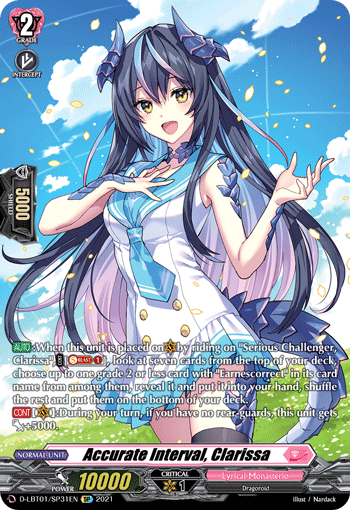 2
GRADE
INTERCEPT
5000
SHIELD
AUTO :When this unit is placed on by riding on "Serious Challenger,
Clarissa" [SOUL BLAST 1], look at seven cards from the top of your deck,
choose up to one grade 2 or less card with "Earnescorrect" in its card
name from among them, reveal it and put it into your hand, shuffle
the rest and put them on the bottom of your deck.
CONT [ ]:During your turn, if you have no rear-guards, this unit gets
+5000.
NORMAL UNIT
Accurate Interval, Clarissa
POWER 10000
CRITICAL
1
Lyrical Monasterio
Dragoroid
D-LBT01/SP31EN SP 2021
Illust / Nardack